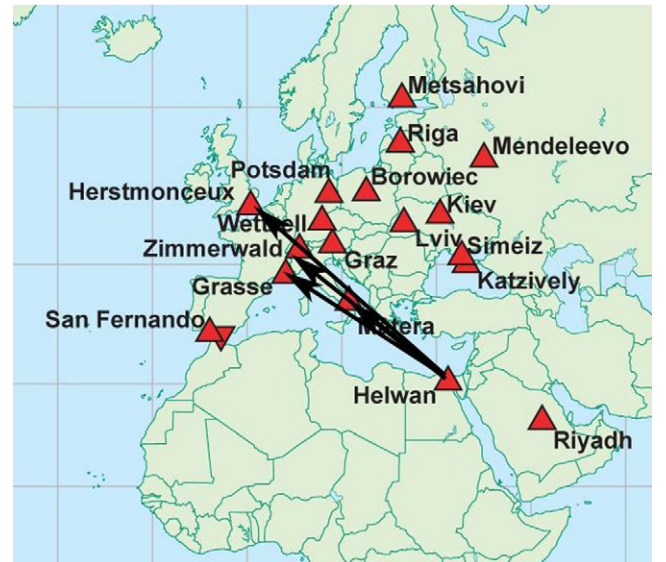 Metsahovi
Riga
Mendeleevo
Potsdam
Borowiec
Herstmonceux
Kiev
Wettzell
Lviv
Simeiz
Zimmerwald
Graz
Katzively
Grasse
San Fernando
Matera
Helwan
Riyadh